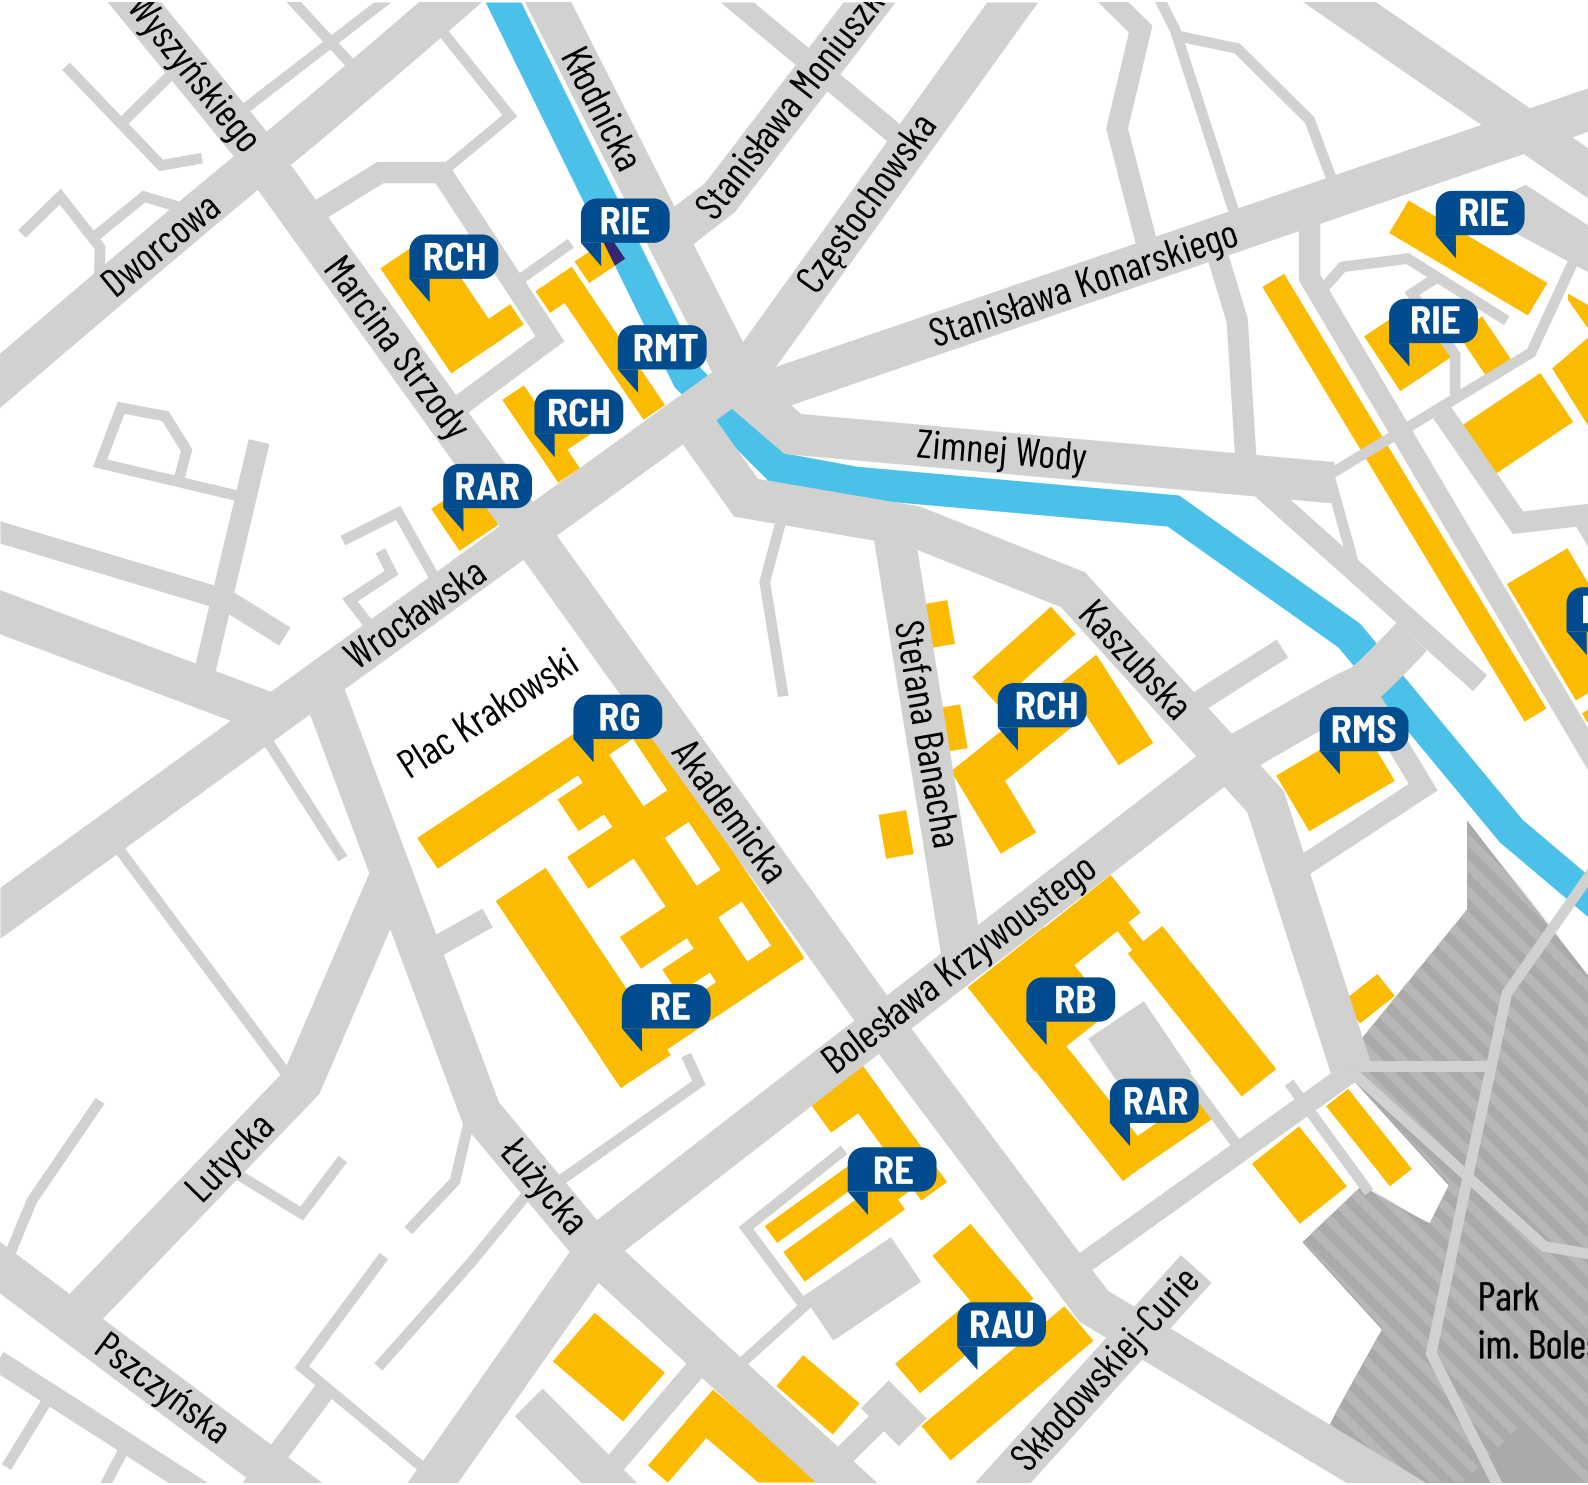 Wyszyńskiego
Kłodnicka
Stanisława
Częstochowska
Dworcowa
RIE
RIE
RCH
Marcina Strzody
Stanisława Konarskiego
RIE
RMT
RCH
Zimnej Wody
RAR
Wrocławska
Kaszubska
Stefana Banacha
Plac Krakowski
RG
RCH
RMS
Akademicka
Bolesława Krzywoustego
RE
RB
RAR
Lutycka
Łużycka
RE
Park
im.
RAU
Skłodowskiej-Curie
Pszczyńska